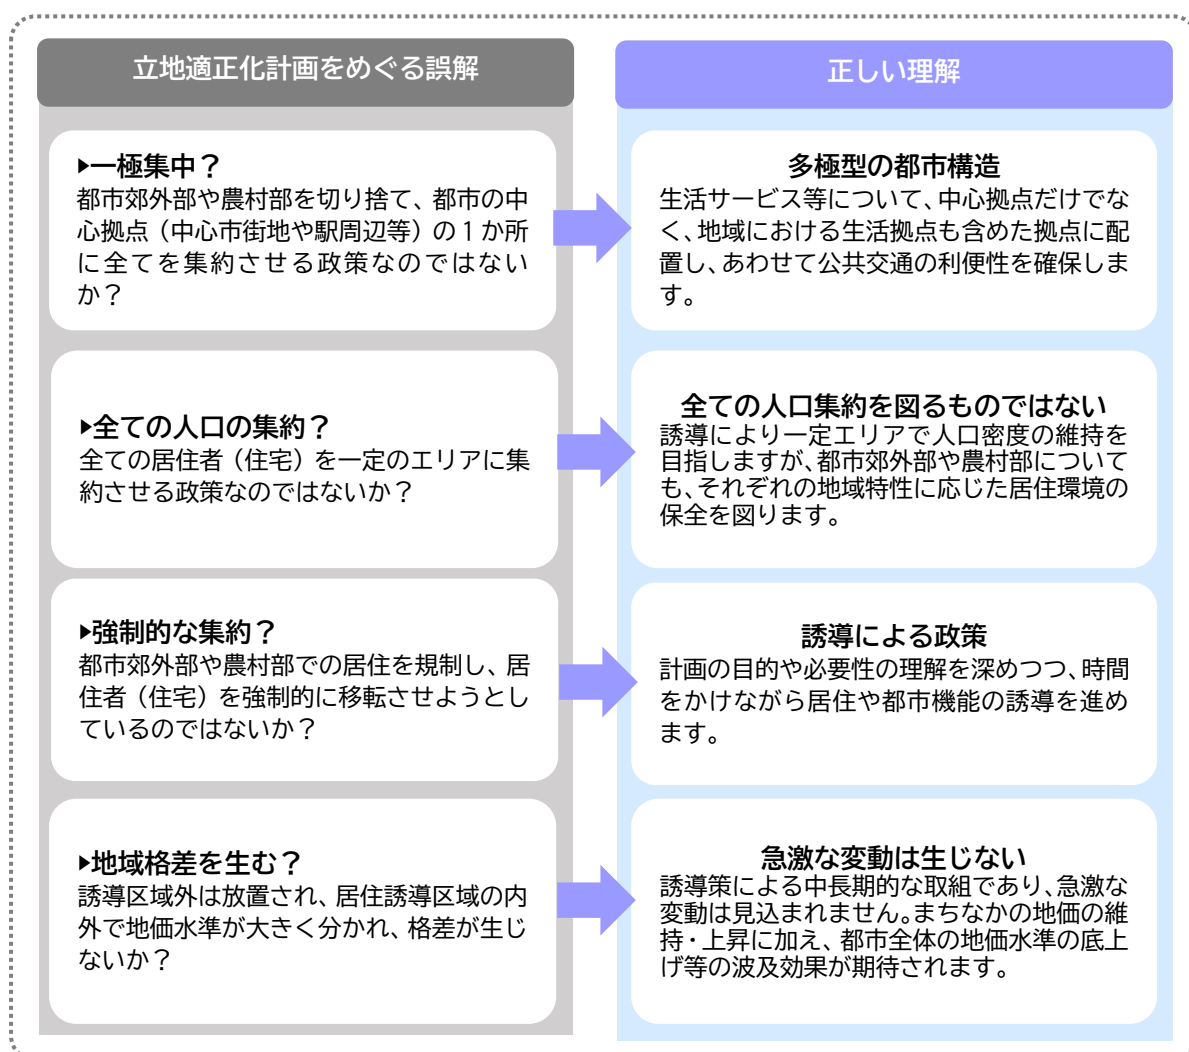 立地適正化計画をめぐる誤解
正しい理解
▶一極集中？
都市郊外部や農村部を切り捨て、都市の中
心拠点（中心市街地や駅周辺等）の１か所
に全てを集約させる政策なのではない
か？
多極型の都市構造
生活サービス等について、中心拠点だけでな
く、地域における生活拠点も含めた拠点に配
置し、あわせて公共交通の利便性を確保しま
す。
▶全ての人口の集約？
全ての居住者（住宅）を一定のエリアに集
約させる政策なのではないか？
全ての人口集約を図るものではない
誘導により一定エリアで人口密度の維持を
目指しますが、都市郊外部や農村部について
も、それぞれの地域特性に応じた居住環境の
保全を図ります。
▶強制的な集約？
都市郊外部や農村部での居住を規制し、居
住者（住宅）を強制的に移転させようとし
ているのではないか？
誘導による政策
計画の目的や必要性の理解を深めつつ、時間
をかけながら居住や都市機能の誘導を進め
ます。
▶地域格差を生む？
誘導区域外は放置され、居住誘導区域の内
外で地価水準が大きく分かれ、格差が生じ
ないか？
急激な変動は生じない
誘導策による中長期的な取組であり、急激な
変動は見込まれません。まちなかの地価の維
持・上昇に加え、都市全体の地価水準の底上
げ等の波及効果が期待されます。